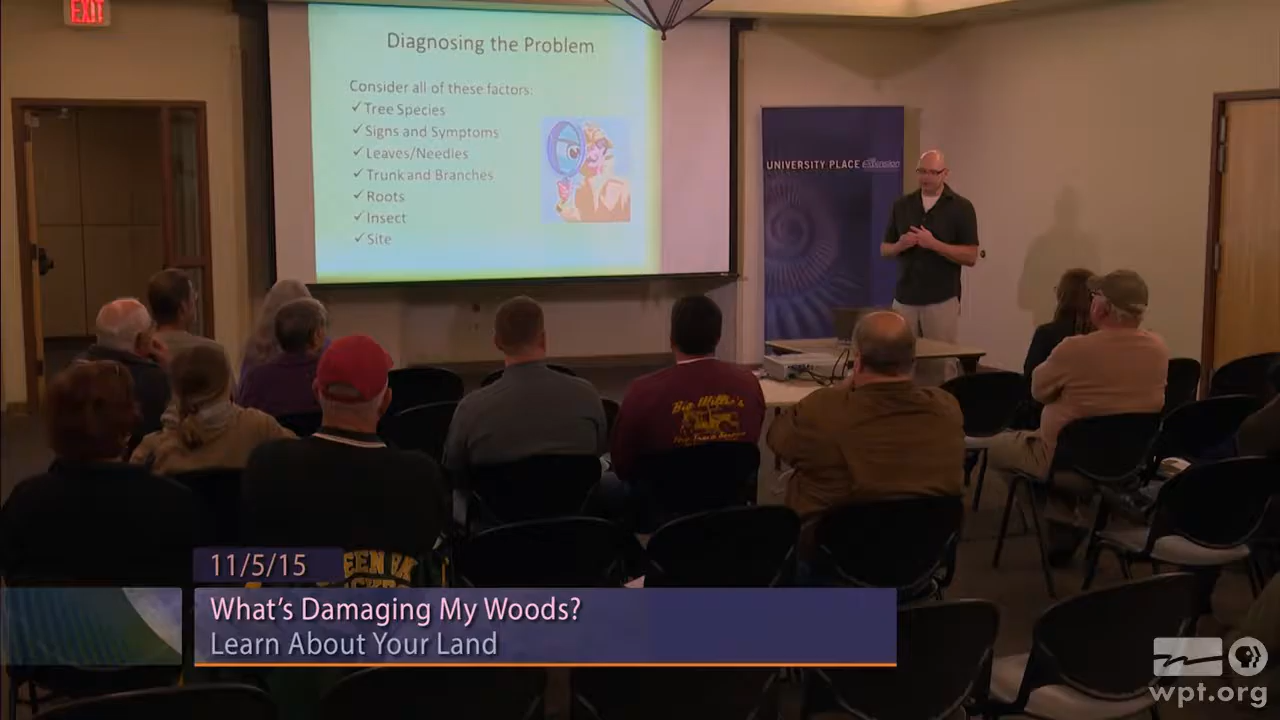 EXIT
Diagnosing the Problem
Consider all of these factors:
✓ Tree Species
✓ Signs and Symptoms
✓ Leaves/Needles
✓ Trunk and Branches
✓ Roots
✓ Insect
✓ Site
UNIVERSITY PLACE
11/5/15
What's Damaging My Woods?
Learn About Your Land
wpt.org